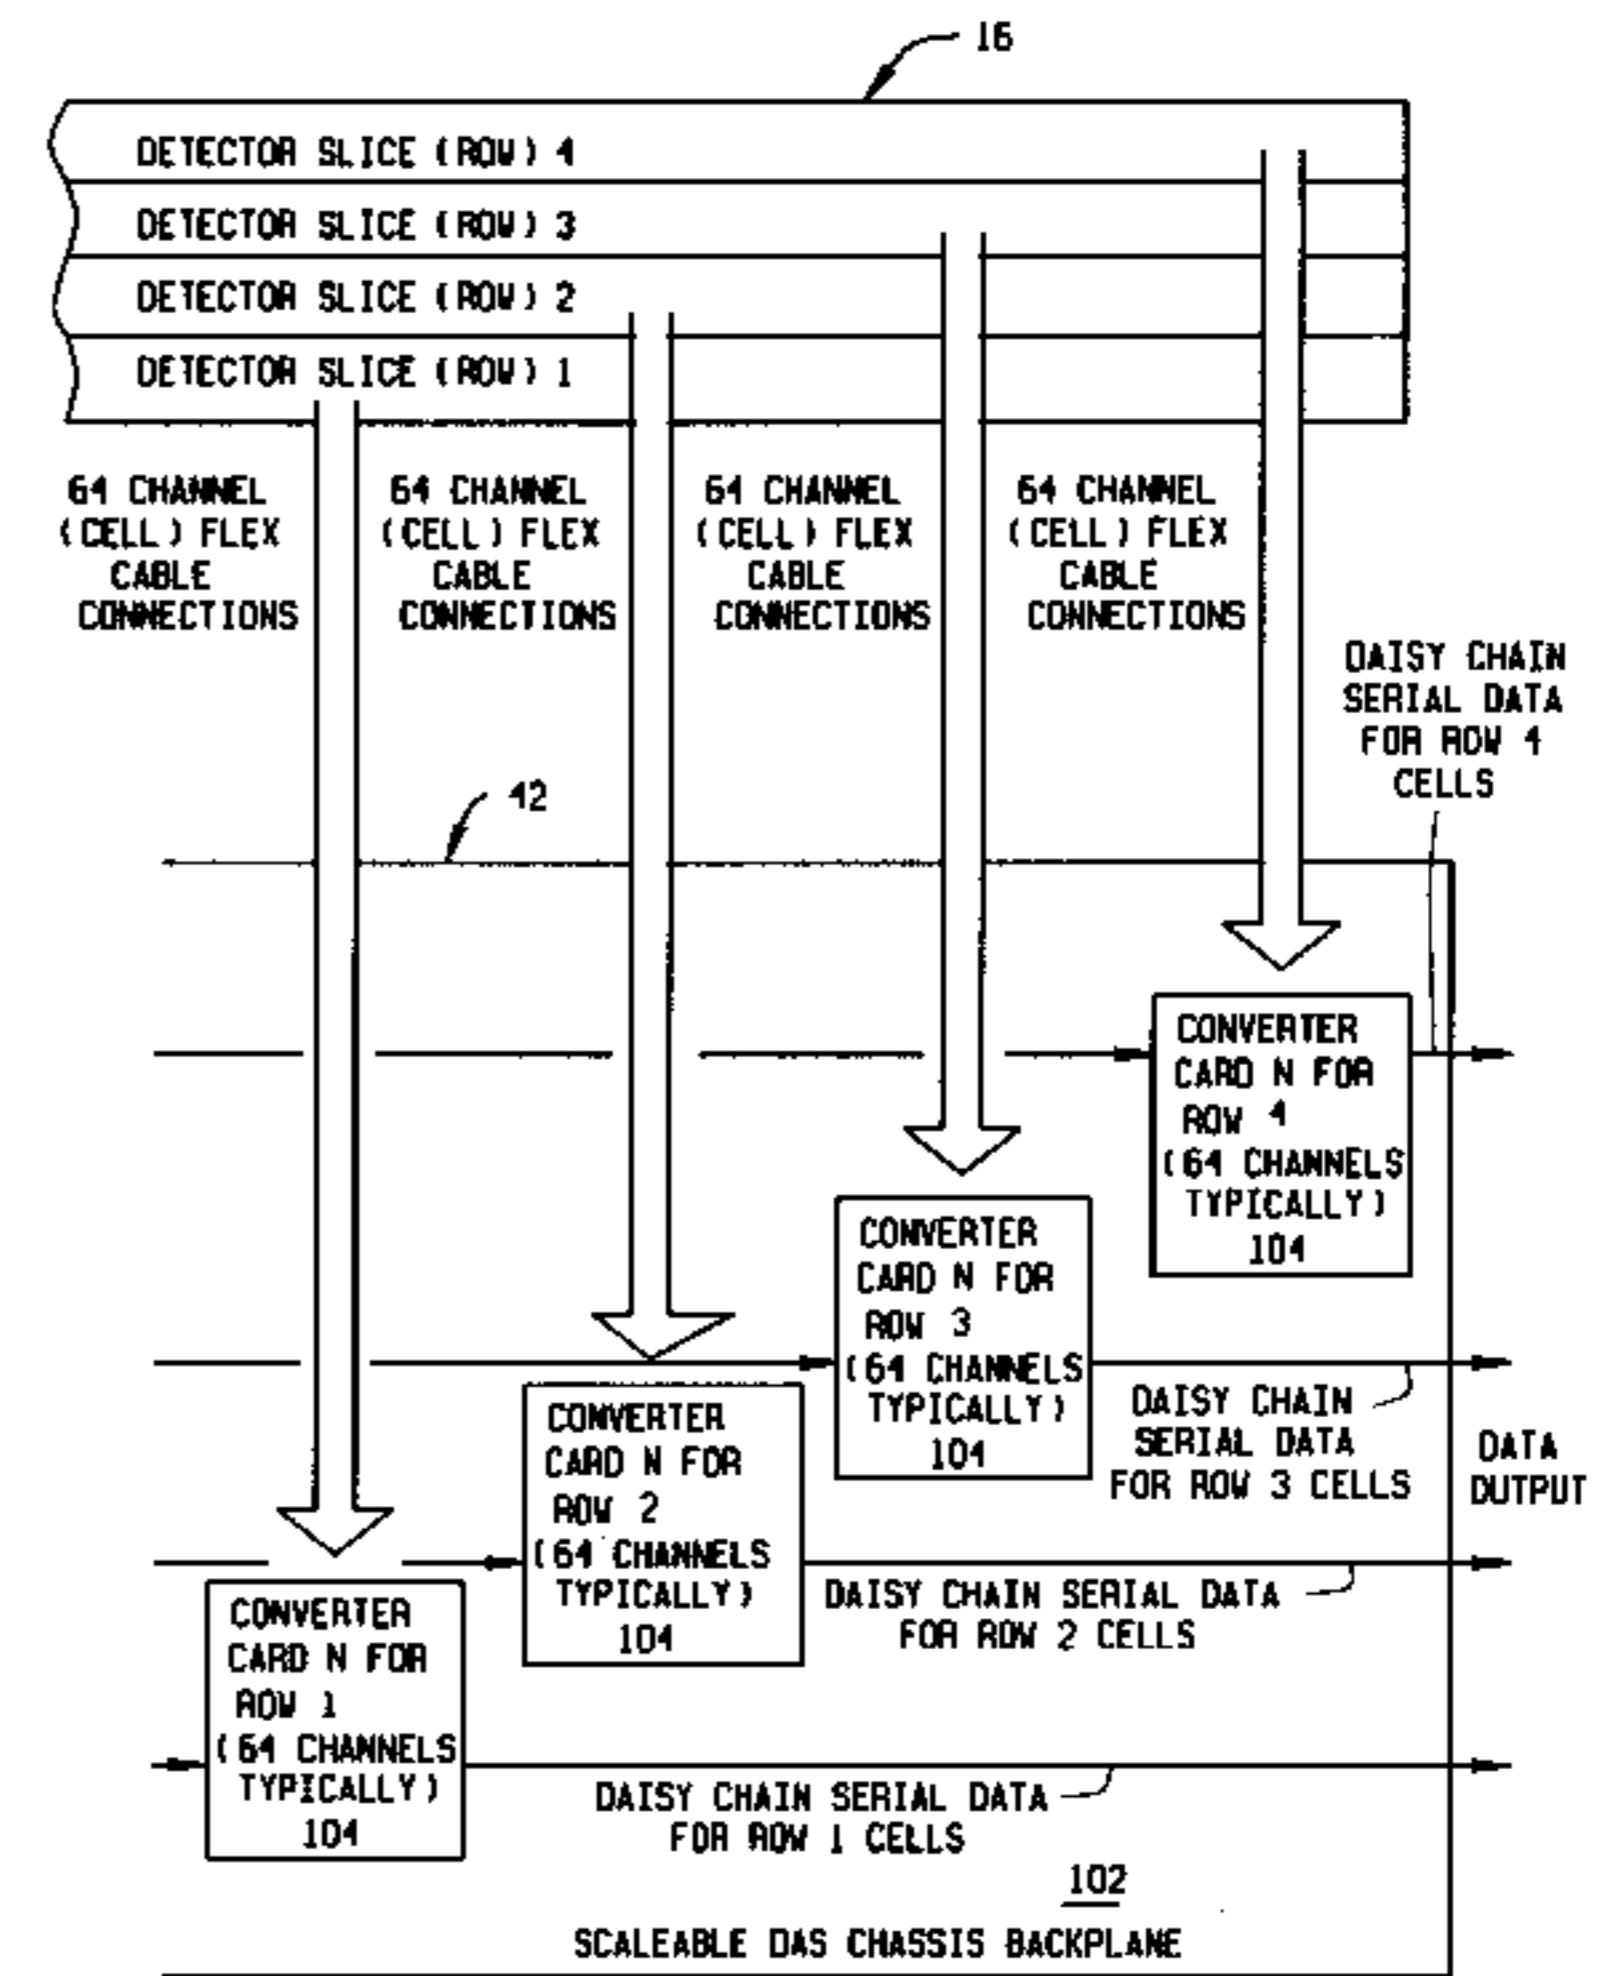 16
DETECTOR SLICE (ROW) 4
DETECTOR SLICE (ROW) 3
DETECTOR SLICE (ROW) 2
DETECTOR SLICE (ROW) 1
64 CHANNEL
(CELL) FLEX
CABLE
CONNECTIONS
64 CHANNEL
(CELL) FLEX
CABLE
CONNECTIONS
64 CHANNEL
(CELL) FLEX
CABLE
CONNECTIONS
64 CHANNEL
(CELL) FLEX
CABLE
CONNECTIONS
DAISY CHAIN
SERIAL DATA
FOR ROW 4
CELLS
42
CONVERTER
CARD N FOR
ROW 4
(64 CHANNELS
TYPICALLY)
104
CONVERTER
CARD N FOR
ROW 3
(64 CHANNELS
TYPICALLY)
104
DAISY CHAIN
SERIAL DATA
FOR ROW 3 CELLS
DATA
OUTPUT
CONVERTER
CARD N FOR
ROW 2
(64 CHANNELS
TYPICALLY)
104
DAISY CHAIN SERIAL DATA
FOR ROW 2 CELLS
CONVERTER
CARD N FOR
ROW 1
(64 CHANNELS
TYPICALLY)
104
DAISY CHAIN SERIAL DATA
FOR ROW 1 CELLS
102
SCALEABLE DAS CHASSIS BACKPLANE